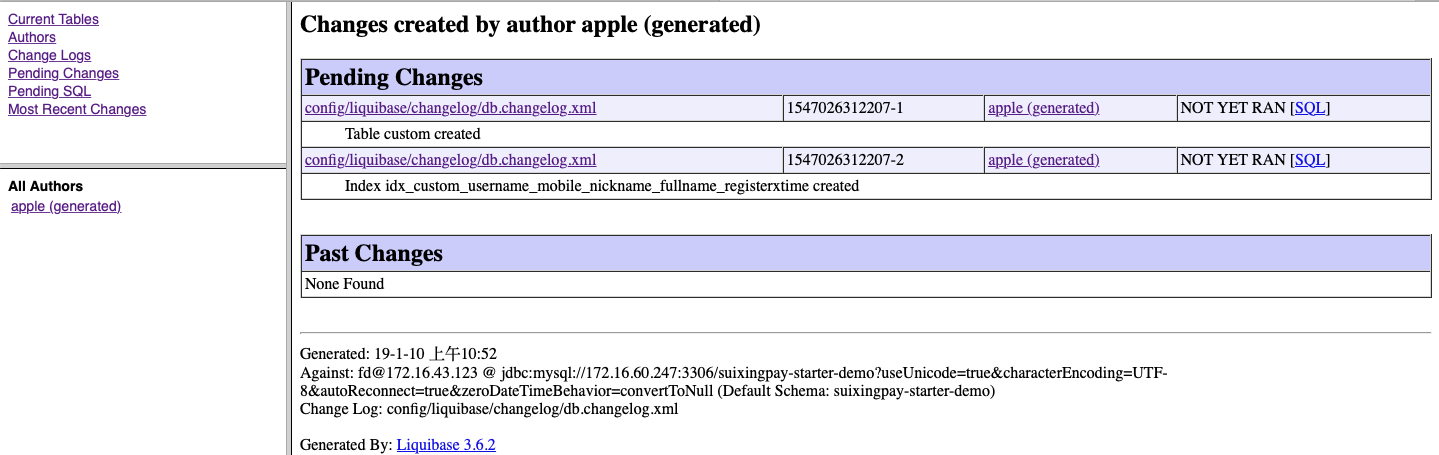 Current Tables
Authors
Change Logs
Pending Changes
Pending SQL
Most Recent Changes
All Authors
apple (generated)
Changes created by author apple (generated)
Pending Changes
config/liquibase/changelog/db.changelog.xml 1547026312207-1 apple (generated) NOT YET RAN [SQL]
Table custom created
config/liquibase/changelog/db.changelog.xml 1547026312207-2 apple (generated) NOT YET RAN [SQL]
Index idx_custom_username_mobile_nickname_fullname_registerxtime created
Past Changes
None Found
Generated: 19-1-10 上午10:52
Against: fd@172.16.43.123 @ jdbc:mysql://172.16.60.247:3306/suixingpay-starter-demo?useUnicode=true&characterEncoding=UTF-
8&autoReconnect=true&zeroDateTimeBehavior=convertToNull (Default Schema: suixingpay-starter-demo)
Change Log: config/liquibase/changelog/db.changelog.xml
Generated By: Liquibase 3.6.2